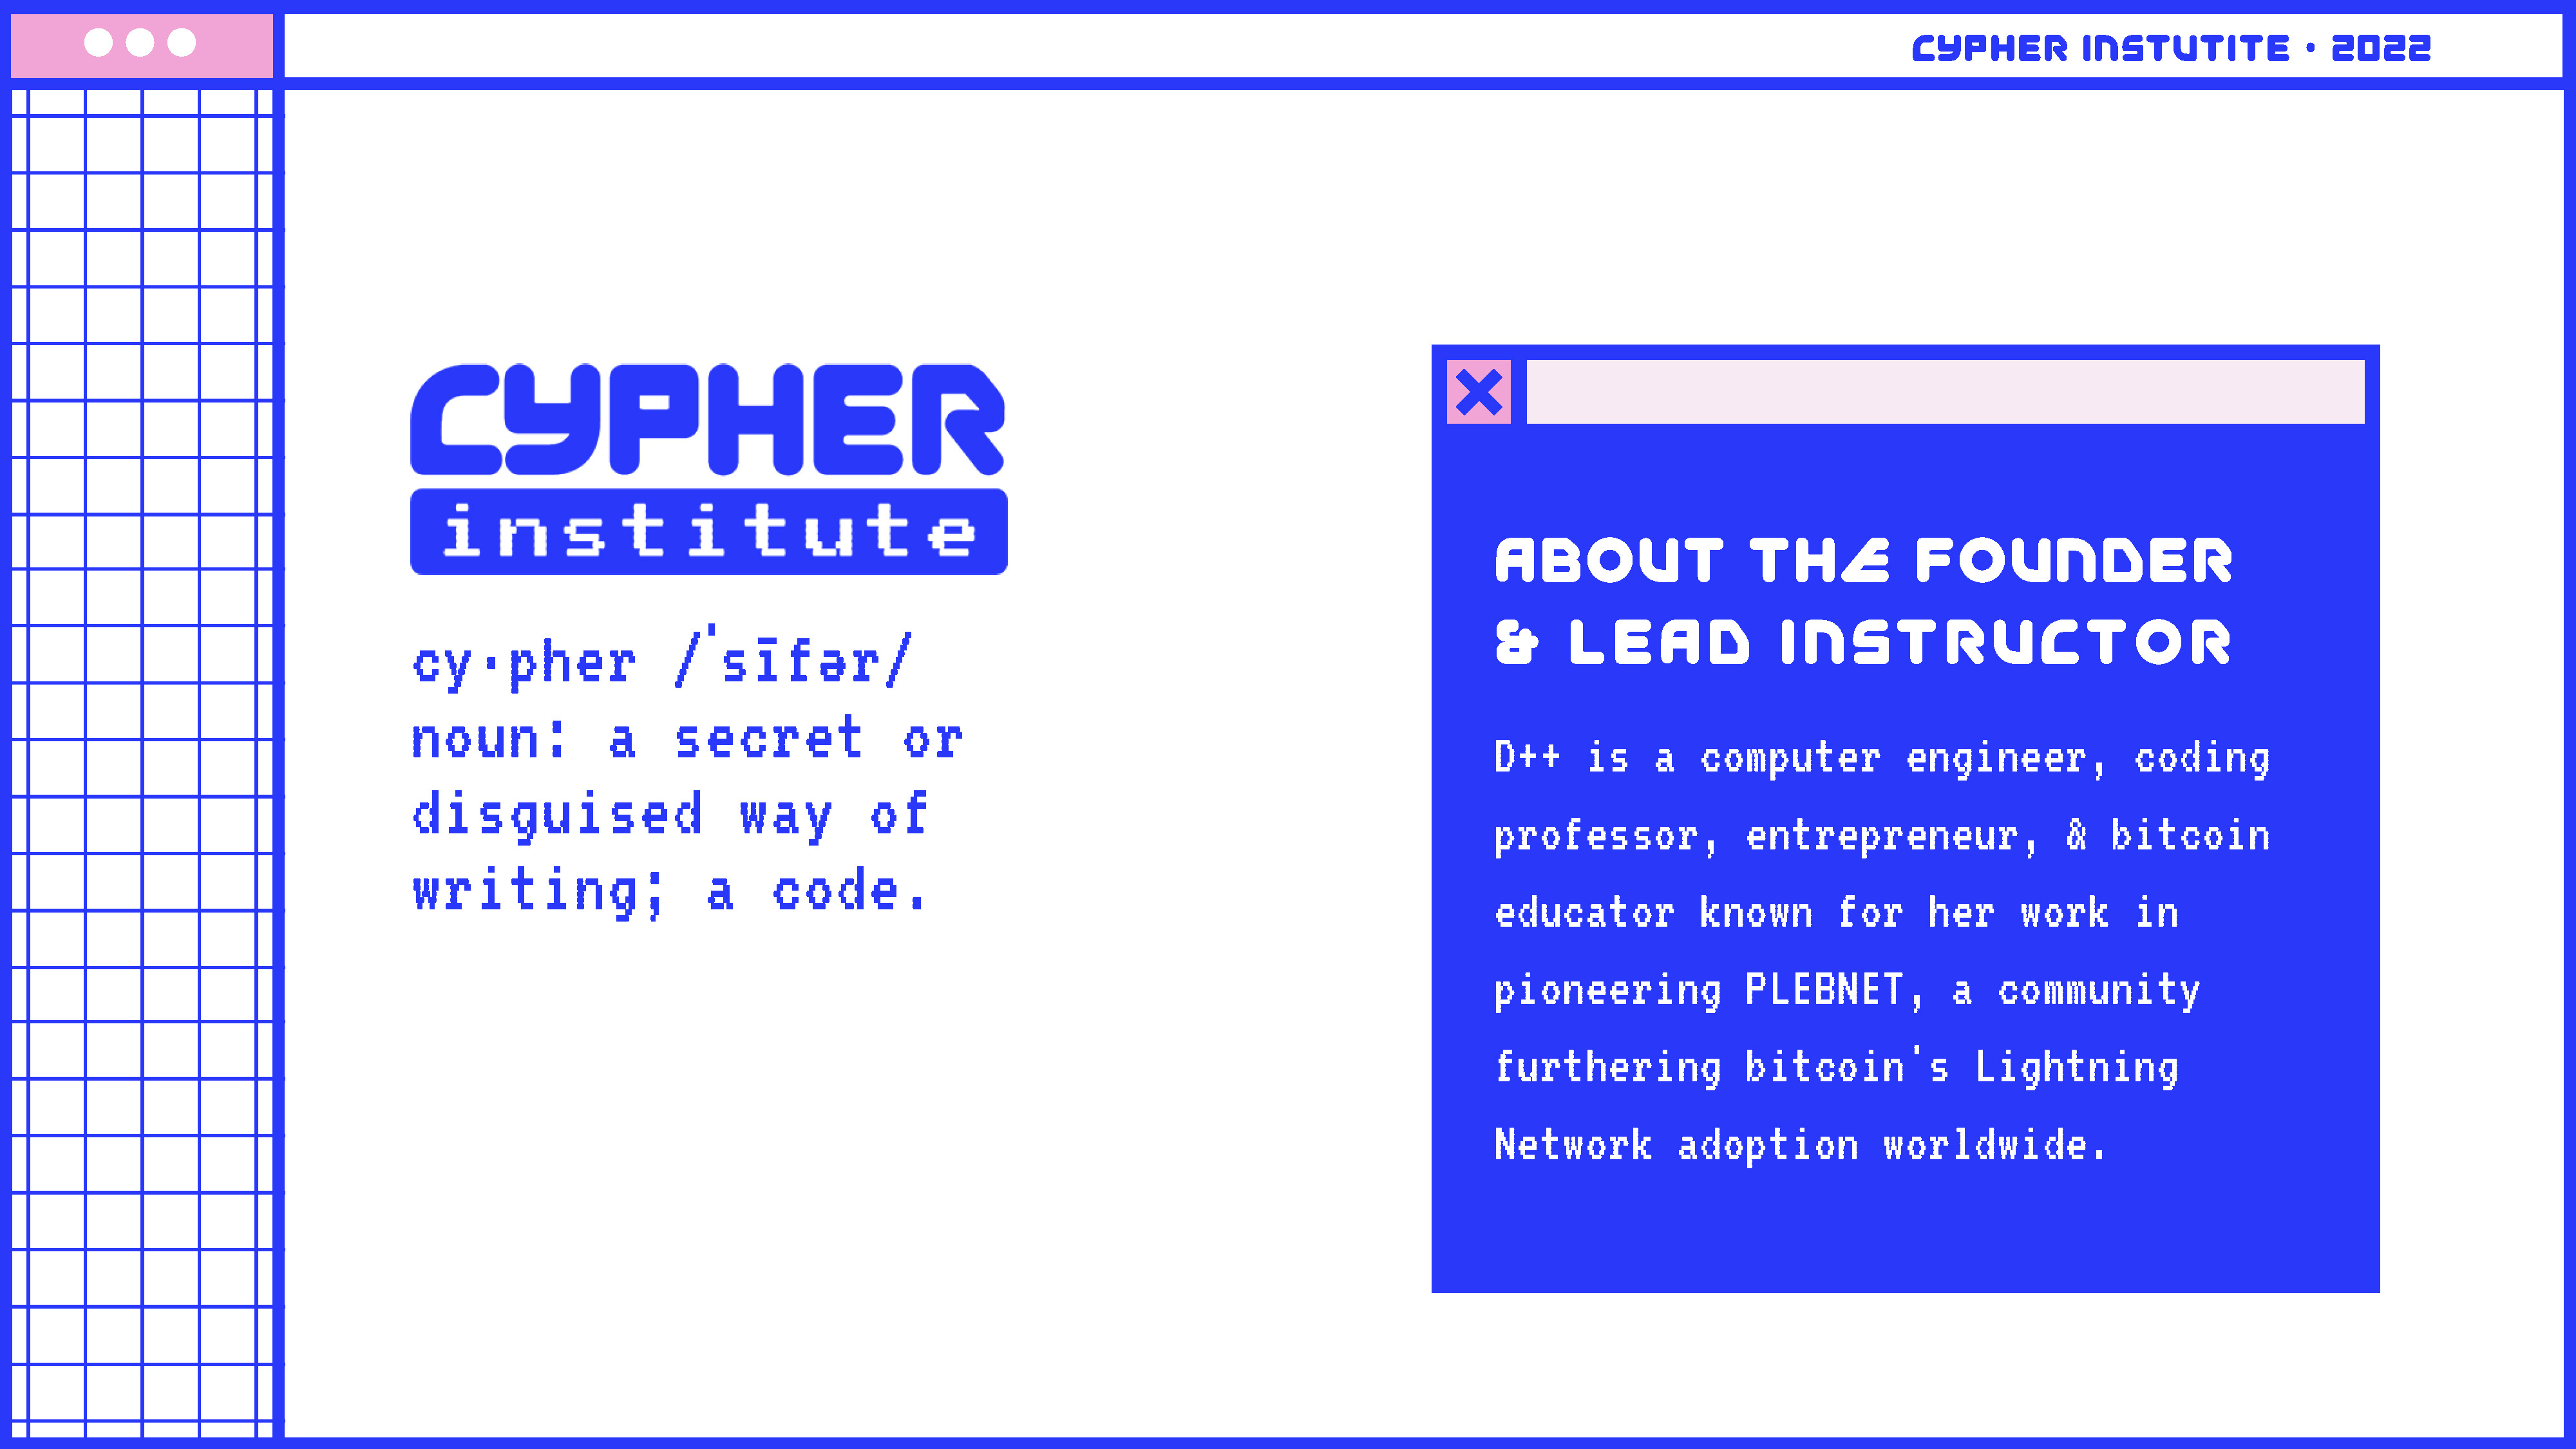 CYPHER INSTUTITE · 2022
CYPHER
institute
cy·pher /ˈsīfər/
noun: a secret or
disguised way of
writing; a code.
ABOUT THE FOUNDER
& LEAD INSTRUCTOR
D++ is a computer engineer, coding
professor, entrepreneur, & bitcoin
educator known for her work in
pioneering PLEBNET, a community
furthering bitcoin's Lightning
Network adoption worldwide.